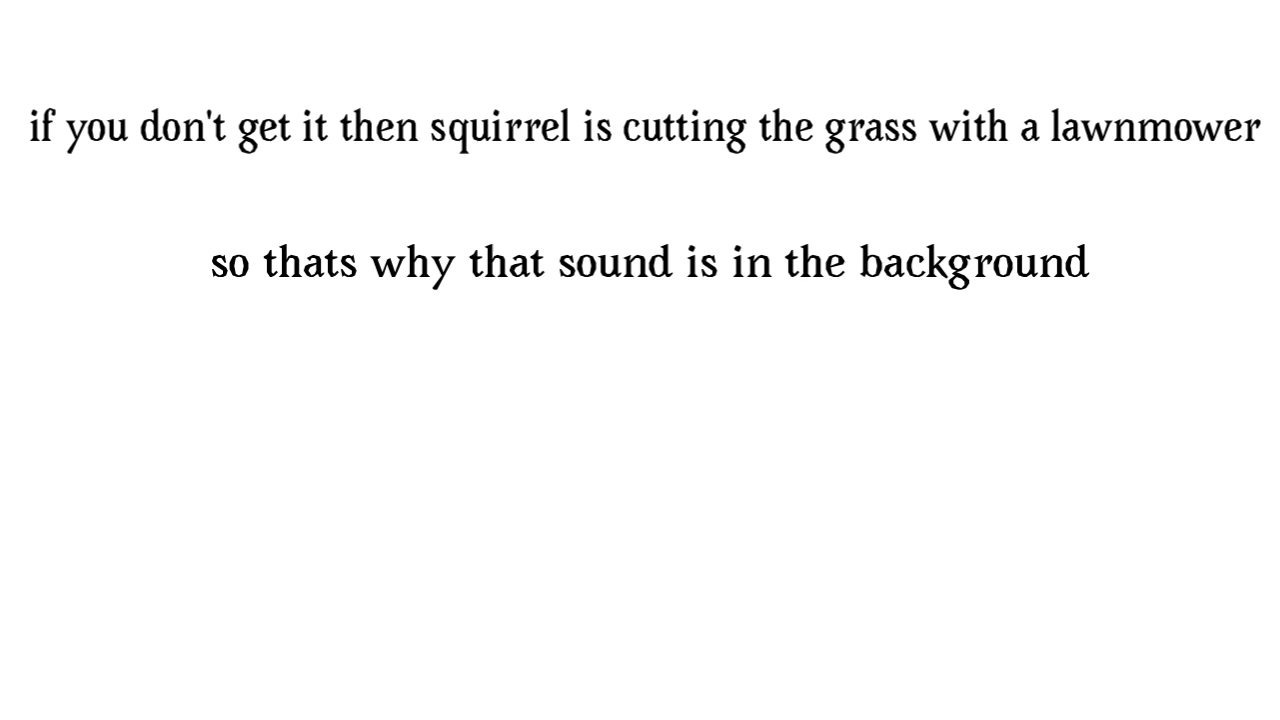 if you don't get it then squirrel is cutting the grass with a lawnmower
so thats why that sound is in the background